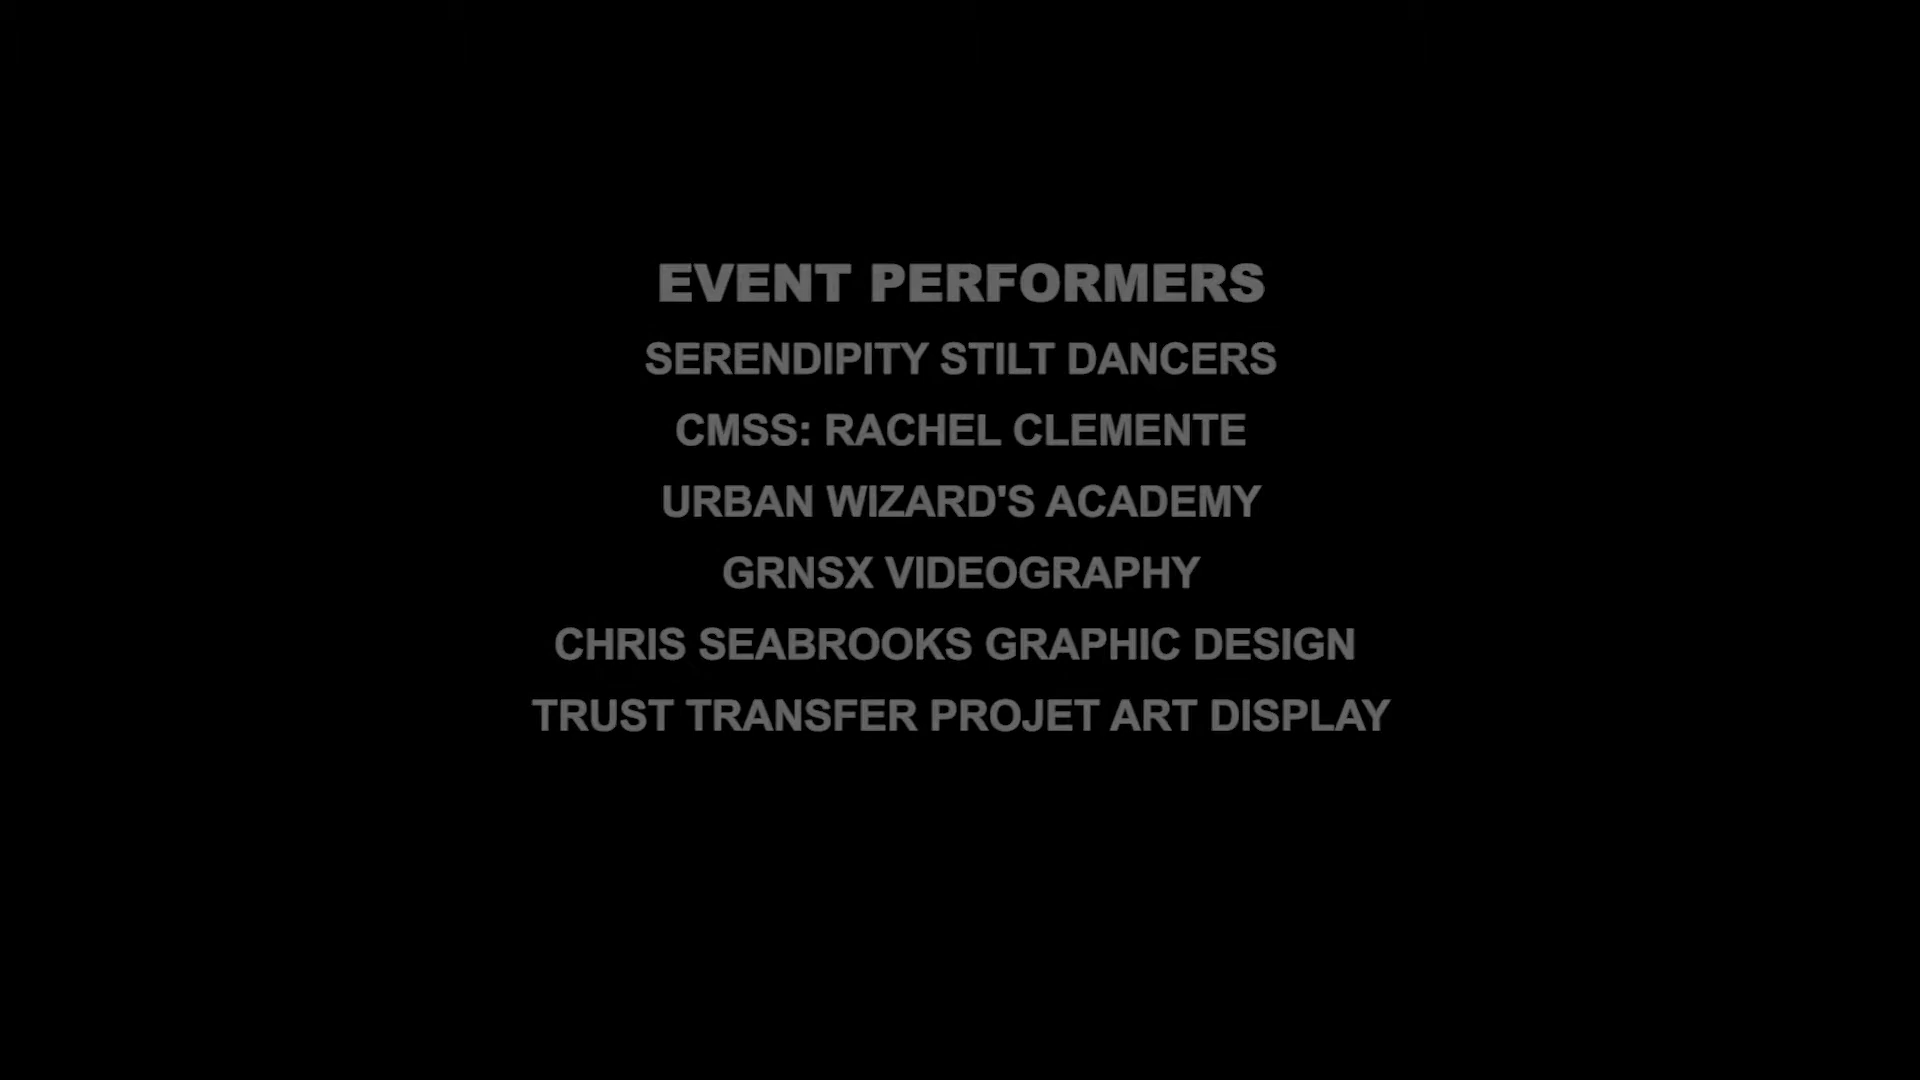 EVENT PERFORMERS
SERENDIPITY STILT DANCERS
CMSS: RACHEL CLEMENTE
URBAN WIZARD'S ACADEMY
GRNSX VIDEOGRAPHY
CHRIS SEABROOKS GRAPHIC DESIGN
TRUST TRANSFER PROJET ART DISPLAY